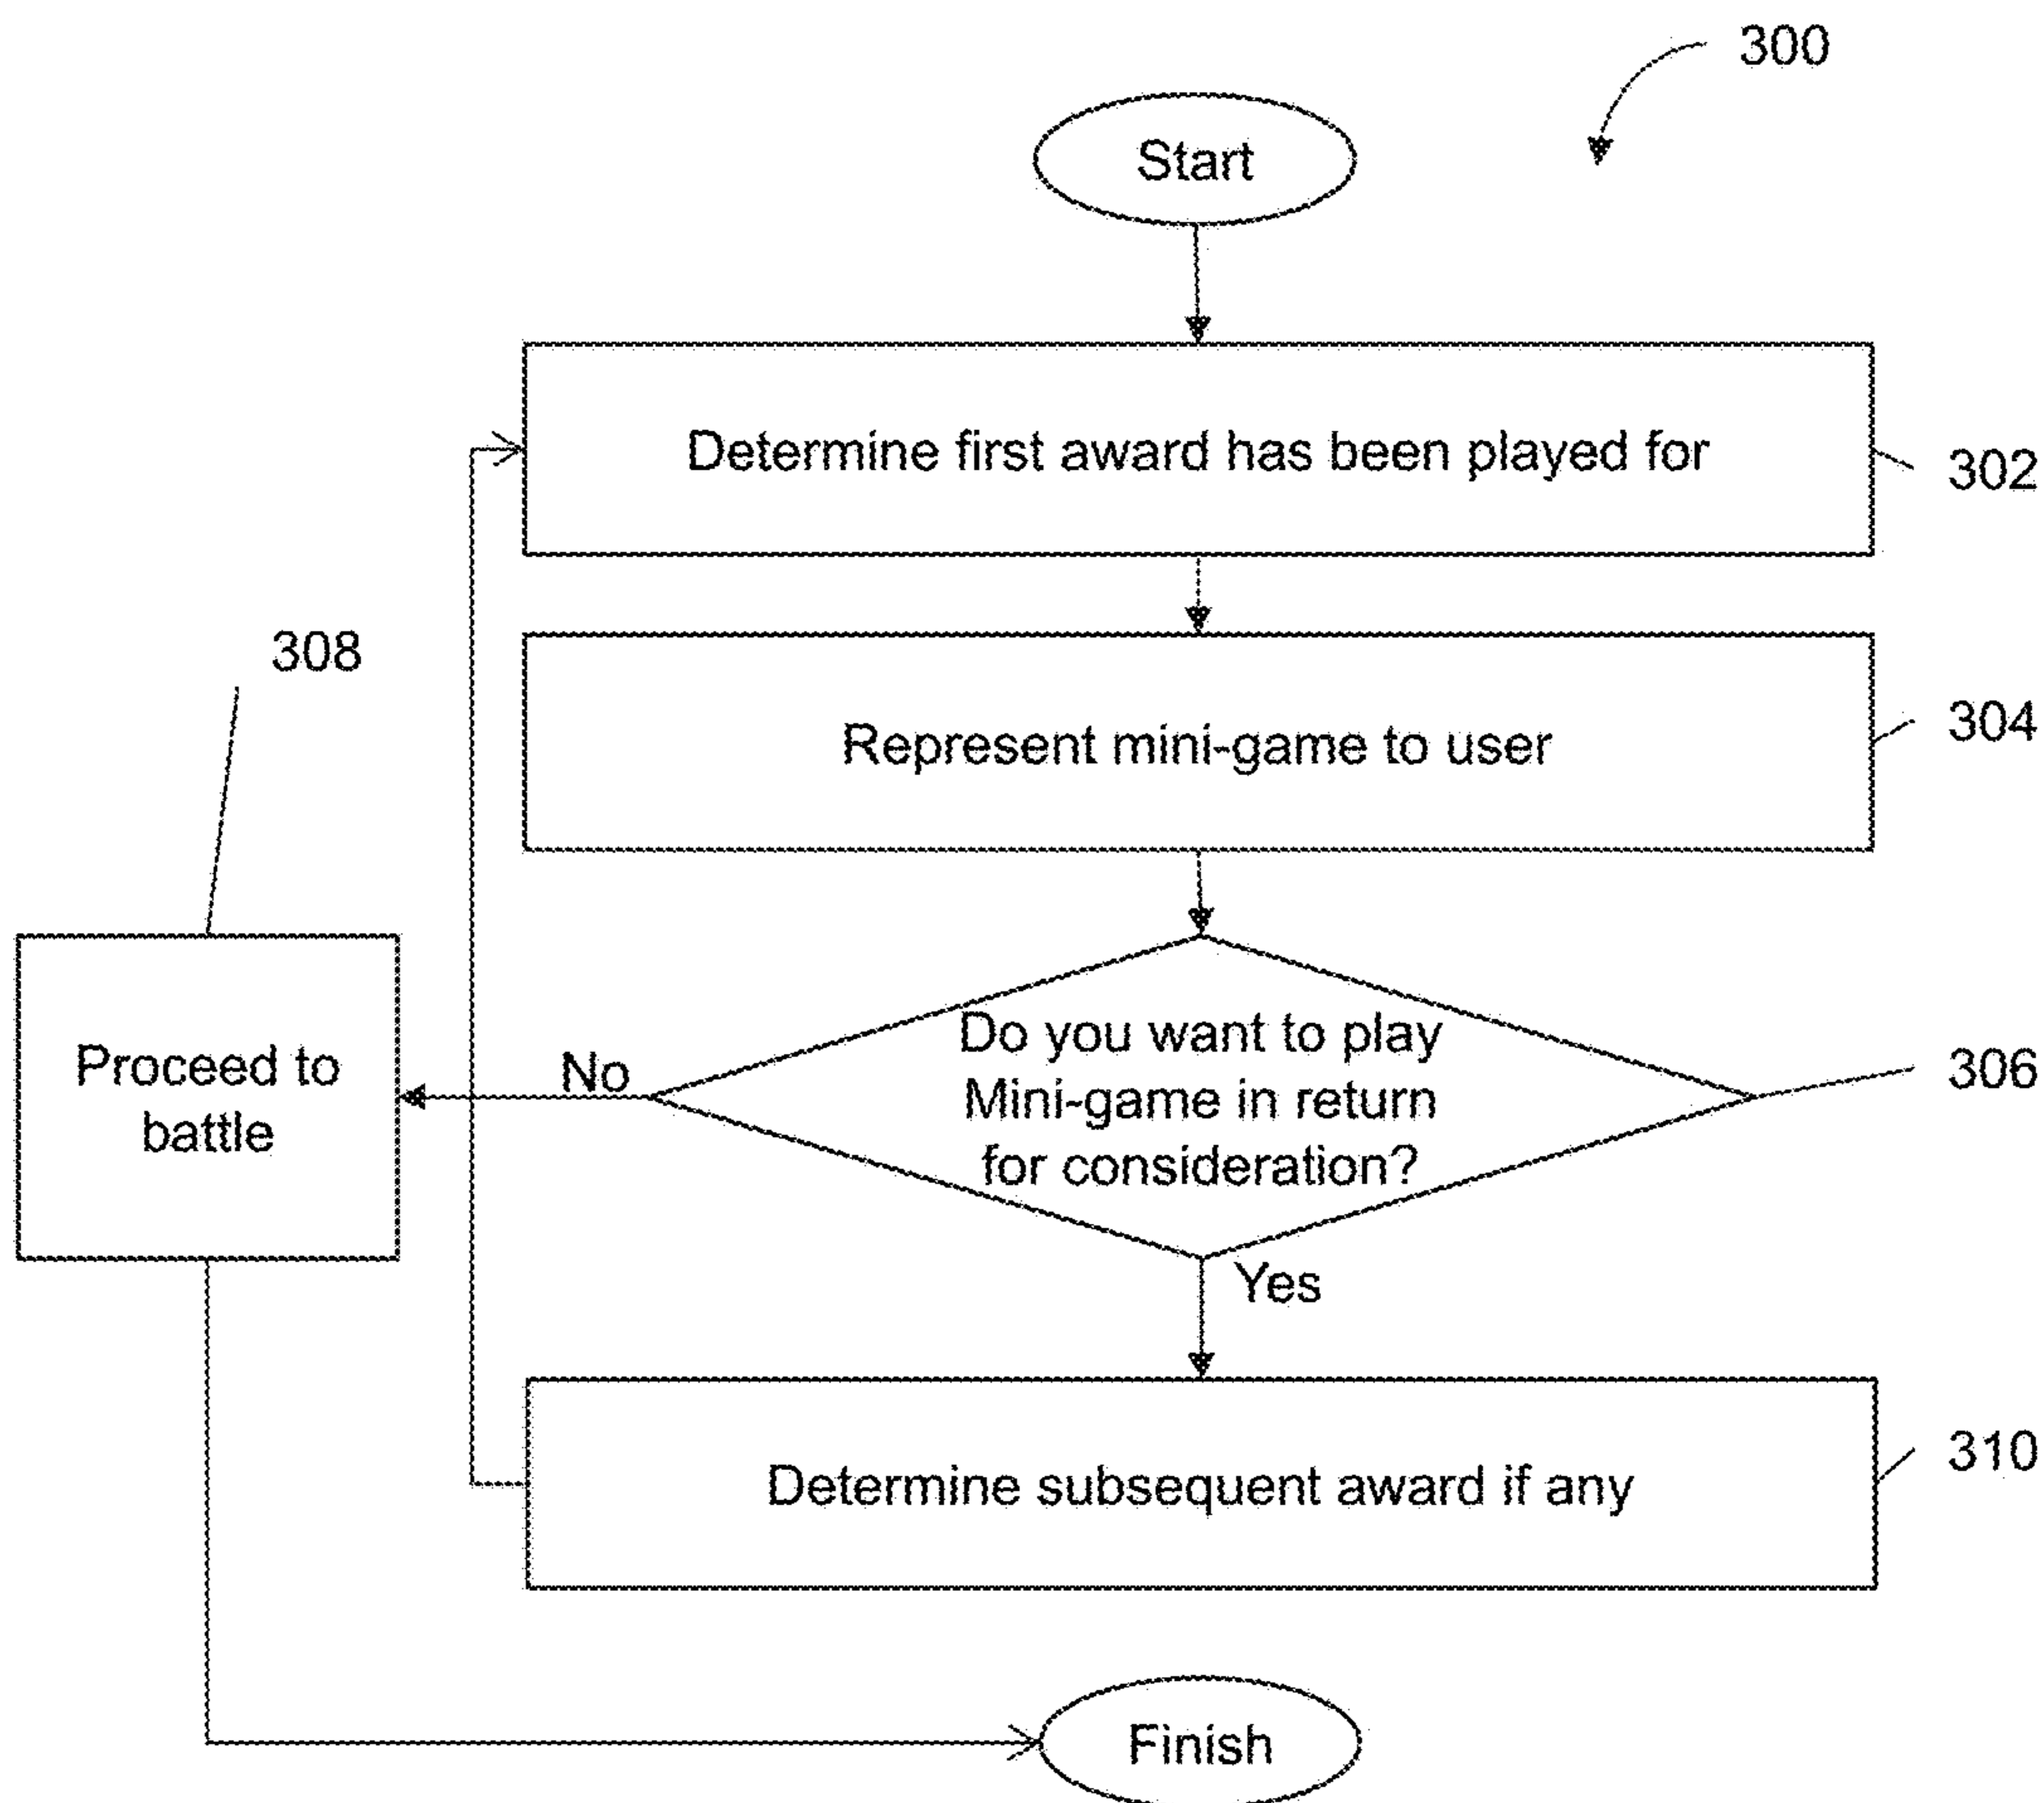 300
Start
Determine first award has been played for
302
308
Represent mini-game to user
304
Proceed to
battle
No
Do you want to play
Mini-game in return
for consideration?
306
Yes
Determine subsequent award if any
310
Finish